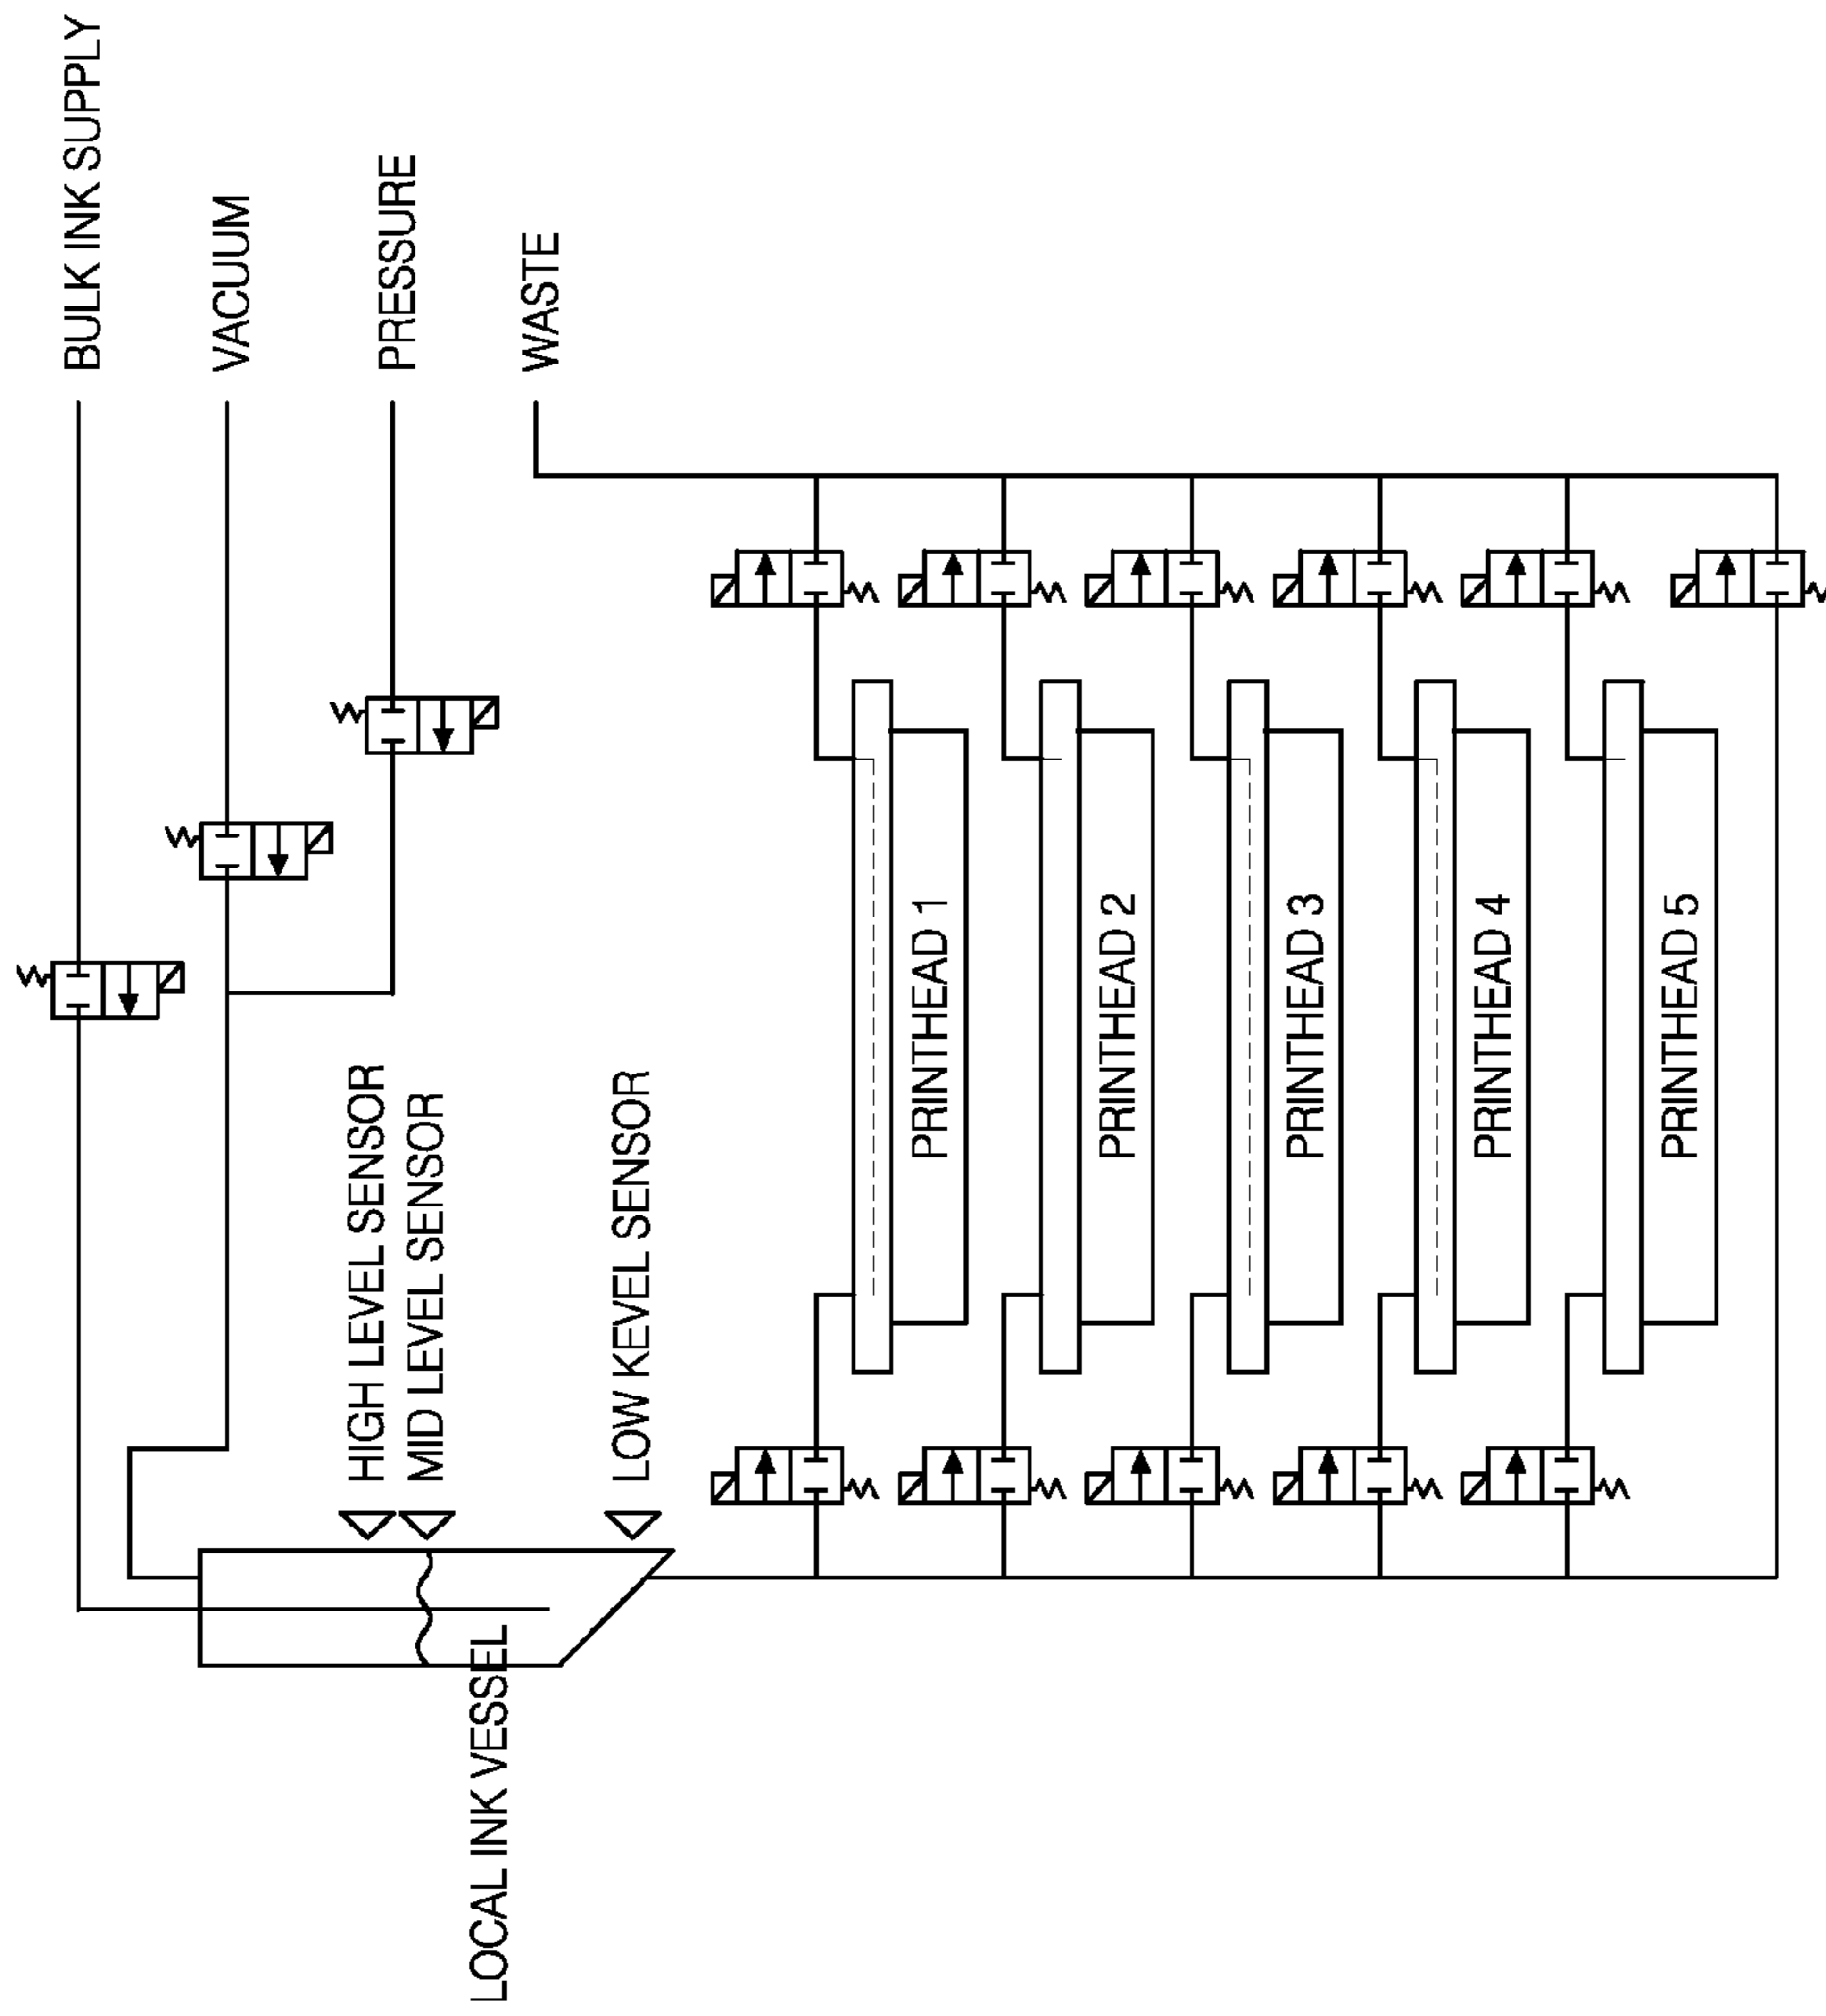 BULK INK SUPPLY
VACUUM
PRESSURE
WASTE
HIGH LEVEL SENSOR
MID LEVEL SENSOR
LOW KEVEL SENSOR
LOCAL INK VESSEL
PRINTHEAD 1
PRINTHEAD 2
PRINTHEAD 3
PRINTHEAD 4
PRINTHEAD 5